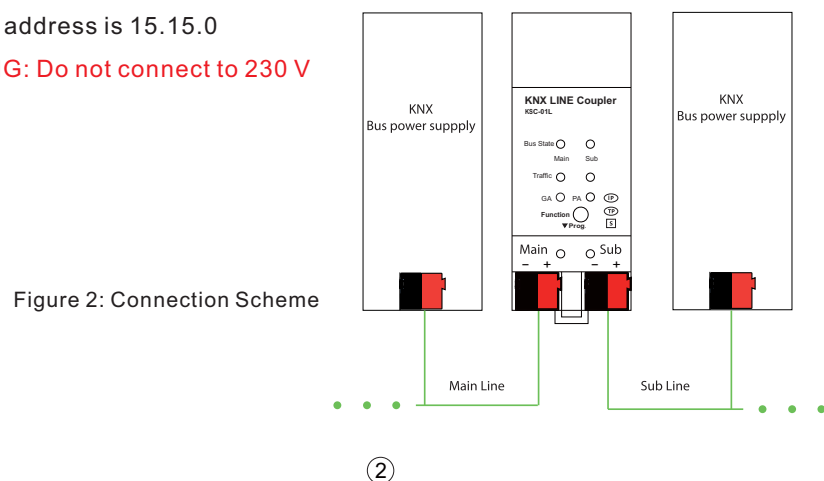 address is 15.15.0
G: Do not connect to 230 V
KNX
Bus power suppply
KNX LINE Coupler
KSC-01L
Bus State
Main Sub
Traffic
GA PA IP
Function TP
▼Prog. S
Main Sub
– + – +
KNX
Bus power suppply
Figure 2: Connection Scheme
Main Line Sub Line
2